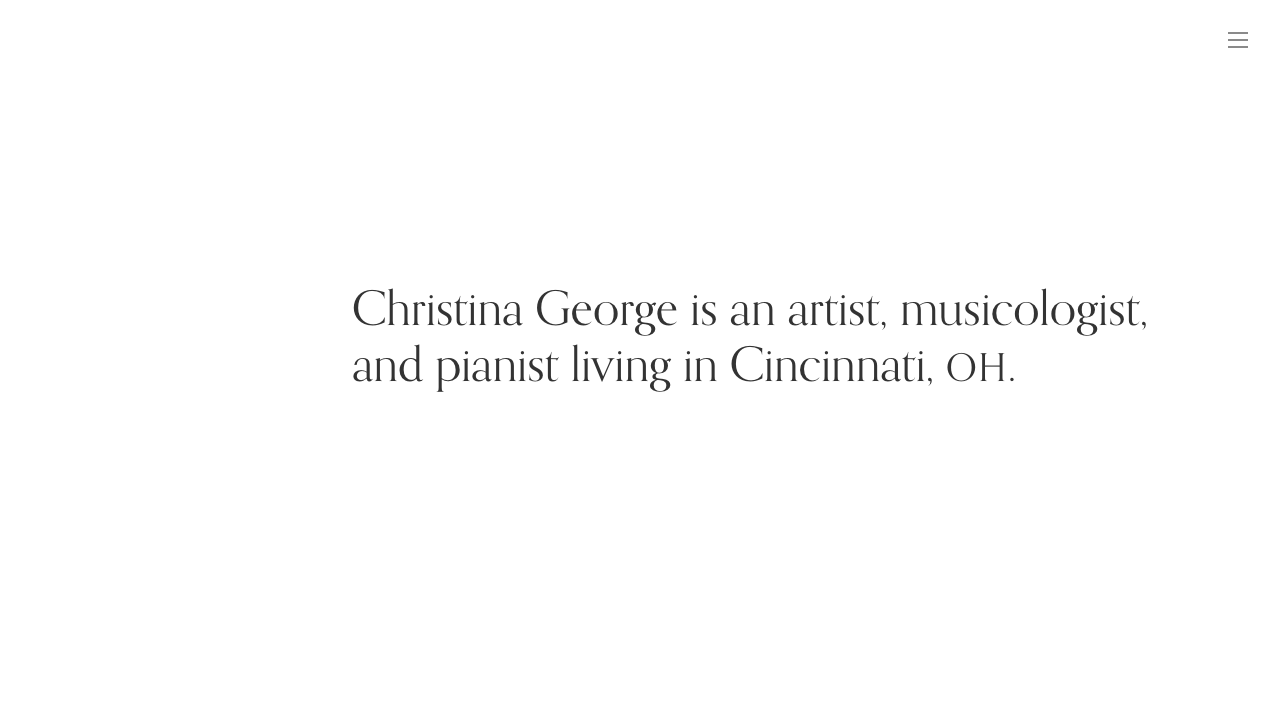 Christina George is an artist, musicologist,
and pianist living in Cincinnati, OH.